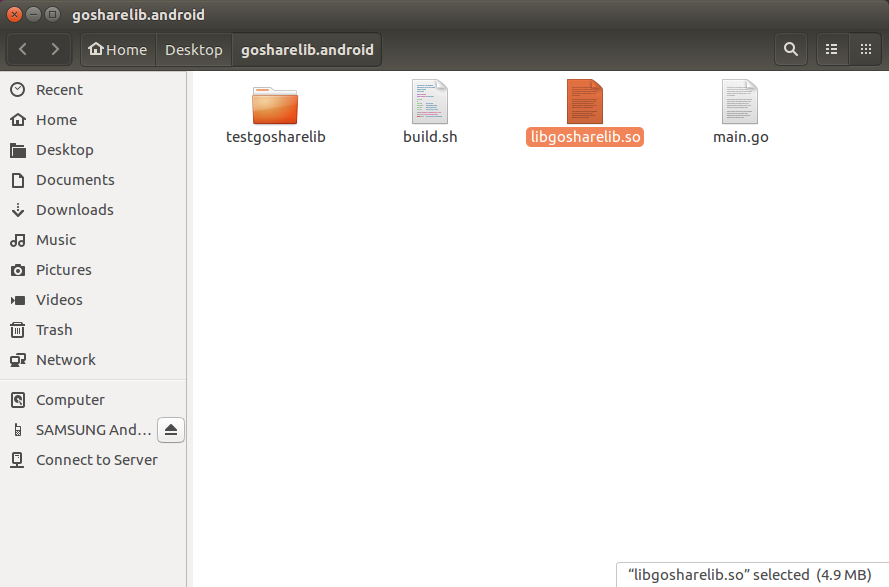 gosharelib.android
Home
Desktop
gosharelib.android
Recent
Home
Desktop
Documents
Downloads
Music
Pictures
Videos
Trash
Network
Computer
SAMSUNG And...
Connect to Server
testgosharelib
build.sh
libgosharelib.so
main.go
“libgosharelib.so” selected (4.9 MB)